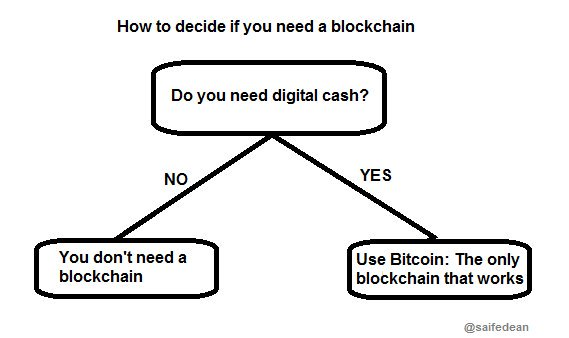 How to decide if you need a blockchain
Do you need digital cash?
NO
YES
You don't need a
blockchain
Use Bitcoin: The only
blockchain that works
@saifedean